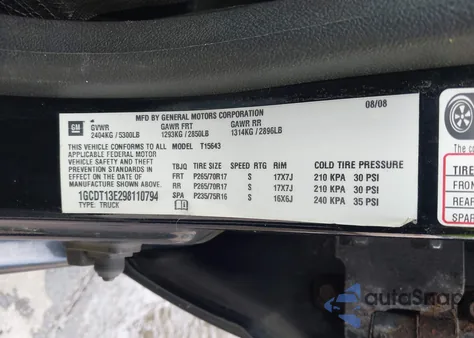 MFD BY GENERAL MOTORS CORPORATION 08/08
GM GVWR GAWR FRT GAWR RR
2404KG / 5300LB 1293KG / 2850LB 1314KG / 2896LB
THIS VEHICLE CONFORMS TO ALL T15643
APPLICABLE FEDERAL MOTOR
VEHICLE SAFETY AND THEFT TBJQ TIRE SIZE SPEED RTG RIM COLD TIRE PRESSURE
PREVENTION STANDARDS IN FRT P265/70R17 S 17X7J 210 KPA 30 PSI
EFFECT ON THE DATE OF RR P265/70R17 S 17X7J 210 KPA 30 PSI
MANUFACTURE SHOWN ABOVE. SPA P235/75R16 S 16X6J 240 KPA 35 PSI
1GCDT13E298110794
TYPE: TRUCK
TIRE
FRON
REAR
SPAR
autoSnap